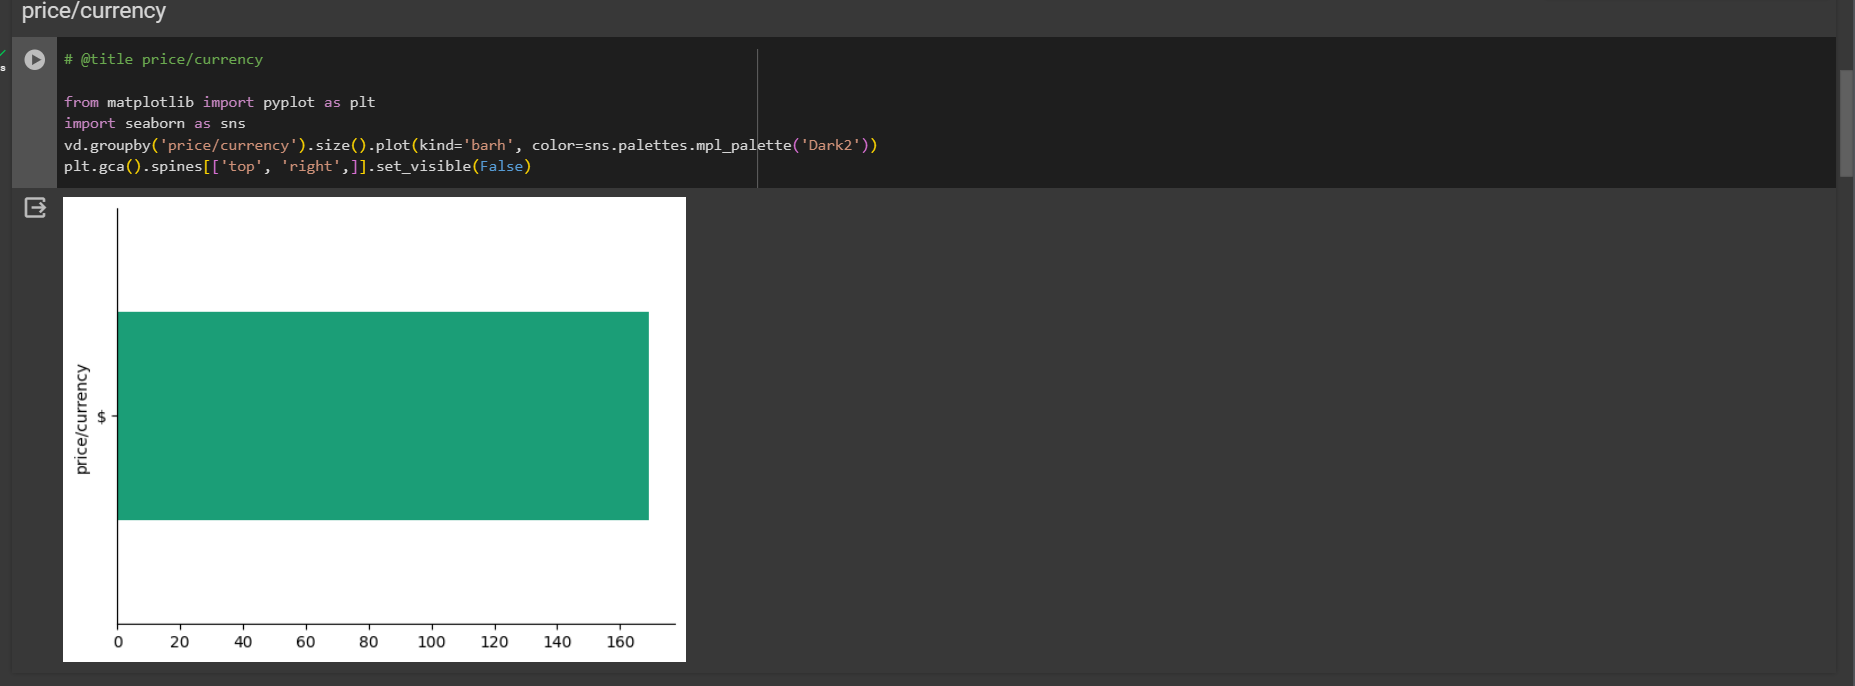 price/currency
s
# @title price/currency
from matplotlib import pyplot as plt
import seaborn as sns
vd.groupby('price/currency').size().plot(kind='barh', color=sns.palettes.mpl_palette('Dark2'))
plt.gca().spines[['top', 'right',]].set_visible(False)
price/currency
$
0 20 40 60 80 100 120 140 160